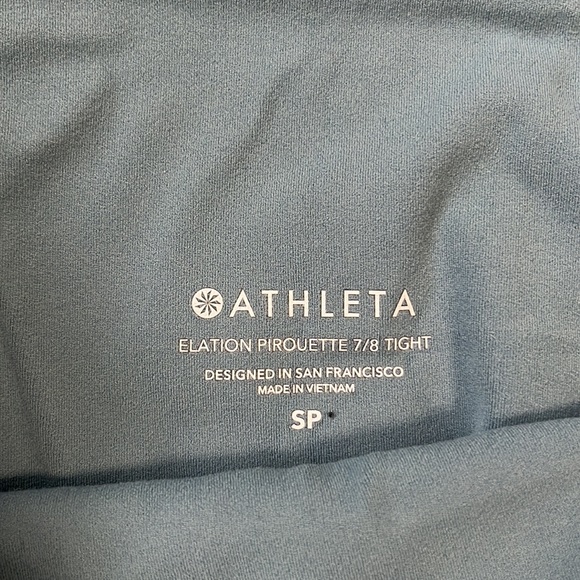 ATHLETA
ELATION PIROUETTE 7/8 TIGHT
DESIGNED IN SAN FRANCISCO
MADE IN VIETNAM
SP